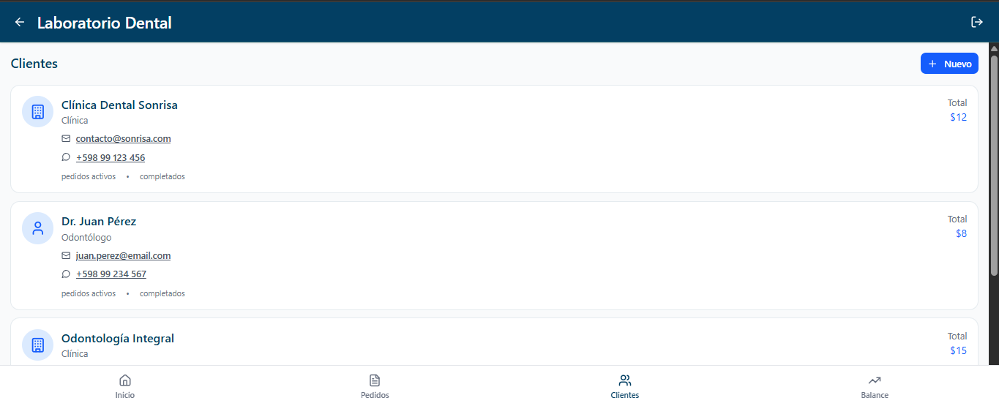 Laboratorio Dental
Clientes
Nuevo
Clínica Dental Sonrisa
Total
Clínica
$12
contacto@sonrisa.com
+598 99 123 456
pedidos activos • completados
Dr. Juan Pérez
Total
Odontólogo
$8
juan.perez@email.com
+598 99 234 567
pedidos activos • completados
Odontología Integral
Total
Clínica
$15
Inicio
Pedidos
Clientes
Balance